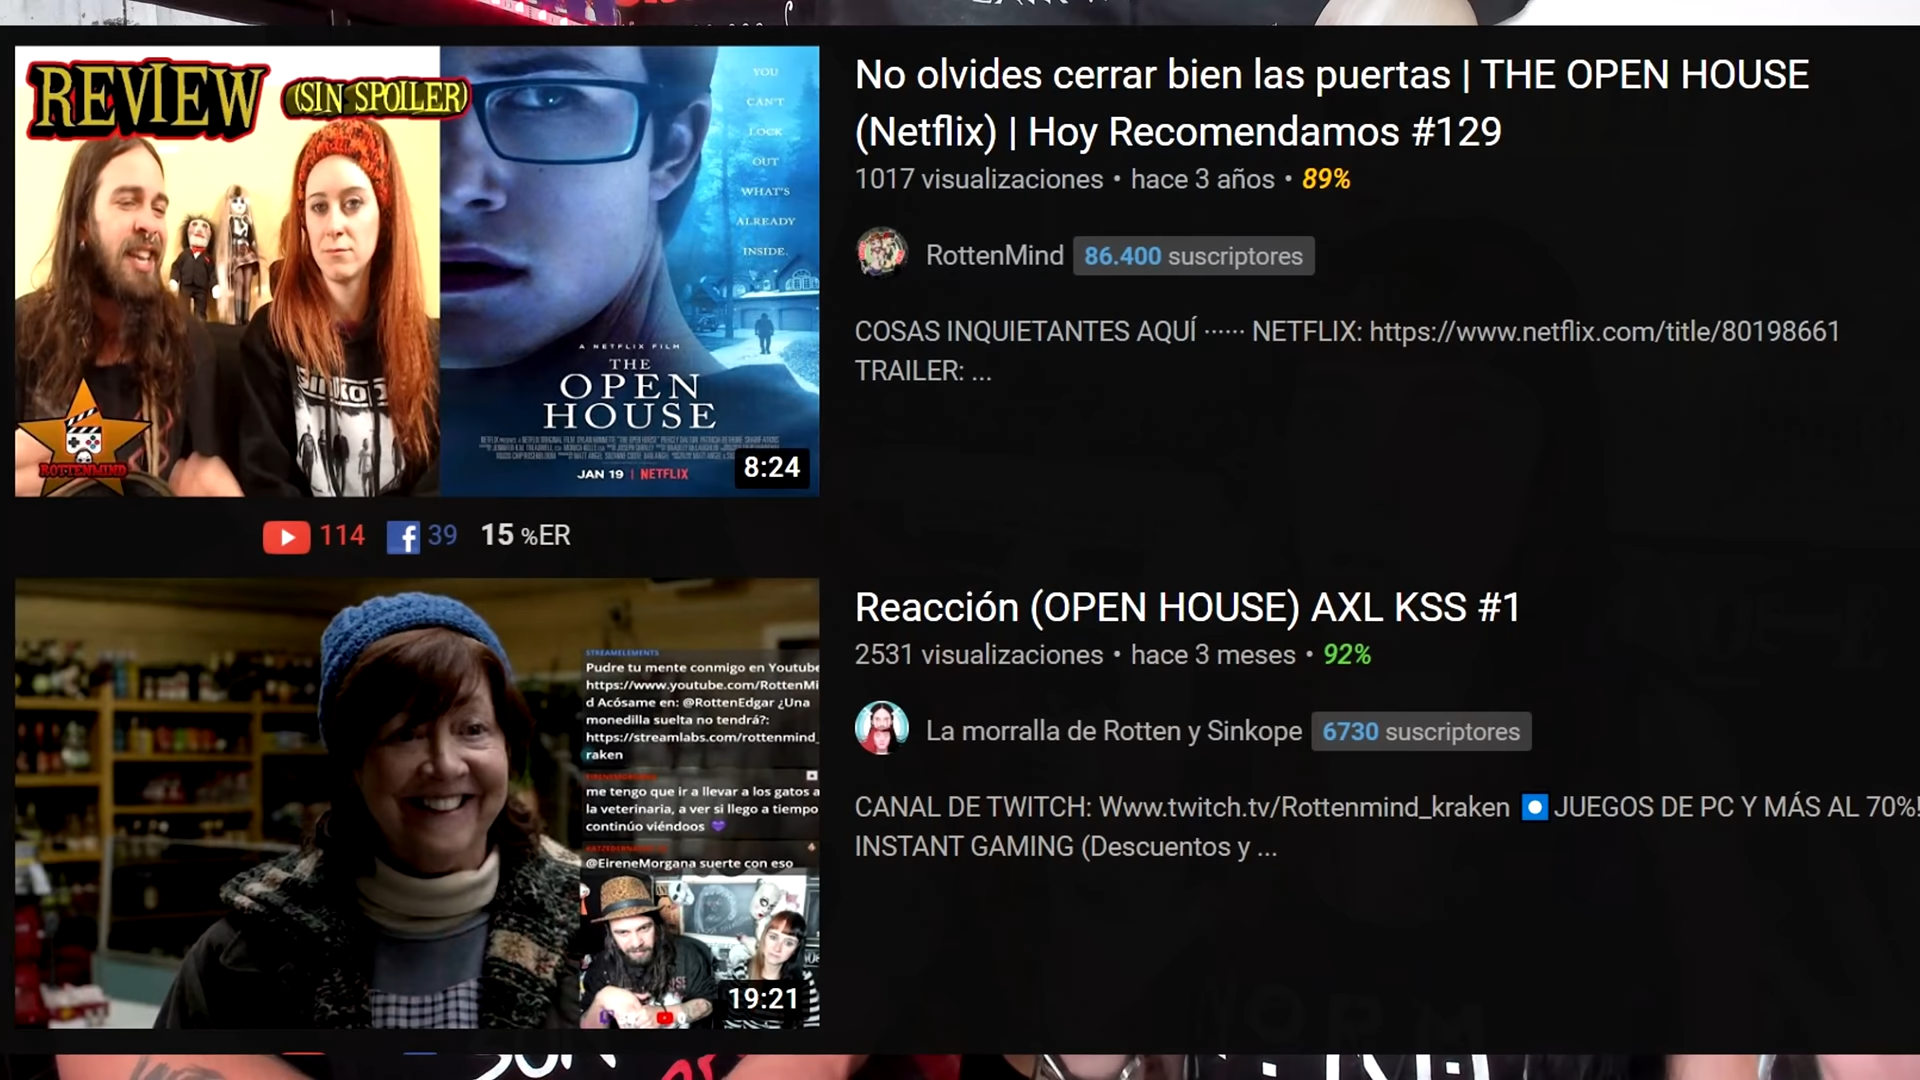 REVIEW (SIN SPOILER)
YOU
CAN'T
LOCK
OUT
WHAT'S
ALREADY
INSIDE.
A NETFLIX FILM
THE
OPEN
HOUSE
JAN 19 | NETFLIX
ROTTENMIND
8:24
No olvides cerrar bien las puertas | THE OPEN HOUSE
(Netflix) | Hoy Recomendamos #129
1017 visualizaciones • hace 3 años • 89%
RottenMind 86.400 suscriptores
COSAS INQUIETANTES AQUÍ ······ NETFLIX: https://www.netflix.com/title/80198661
TRAILER: ...
114 39 15 %ER
STREAMELEMENTS
Pudre tu mente conmigo en Youtube
https://www.youtube.com/RottenMi
d Acósame en: @RottenEdgar ¿Una
monedilla suelta no tendrá?:
https://streamlabs.com/rottenmind_
raken
EIRENEMORGANA
me tengo que ir a llevar a los gatos a
la veterinaria, a ver si llego a tiempo
continúo viéndoos
@EireneMorgana suerte con eso
19:21
Reacción (OPEN HOUSE) AXL KSS #1
2531 visualizaciones • hace 3 meses • 92%
La morralla de Rotten y Sinkope 6730 suscriptores
CANAL DE TWITCH: Www.twitch.tv/Rottenmind_kraken JUEGOS DE PC Y MÁS AL 70%!
INSTANT GAMING (Descuentos y ...